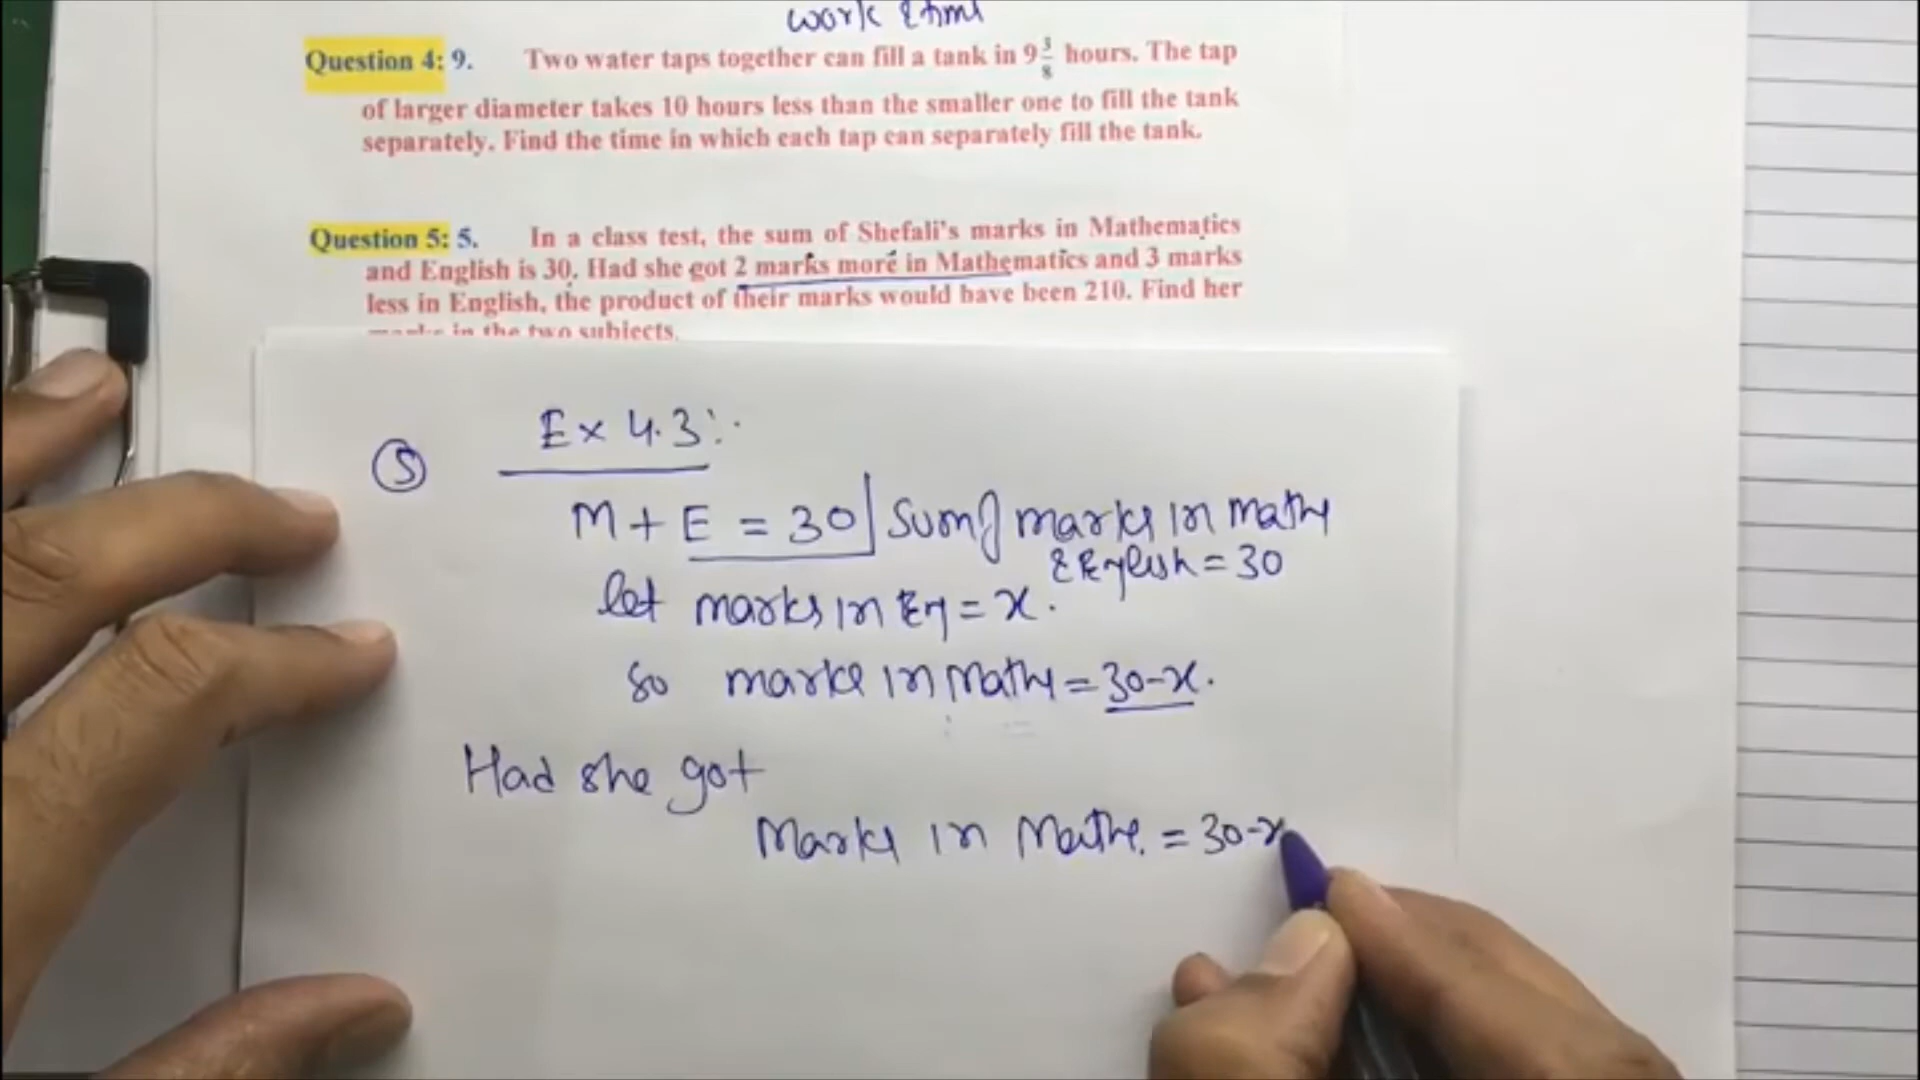 work & time
Question 4: 9. Two water taps together can fill a tank in 9 3/8 hours. The tap
of larger diameter takes 10 hours less than the smaller one to fill the tank
separately. Find the time in which each tap can separately fill the tank.
Question 5: 5. In a class test, the sum of Shefali's marks in Mathematics
and English is 30. Had she got 2 marks more in Mathematics and 3 marks
less in English, the product of their marks would have been 210. Find her
marks in the two subjects.
Ex 4.3:.
5
M + E = 30 | Sum of marks in maths
& English = 30
let marks in Eng = x.
So marks in Maths = 30-x.
Had she got
Marks in Maths. = 30-x